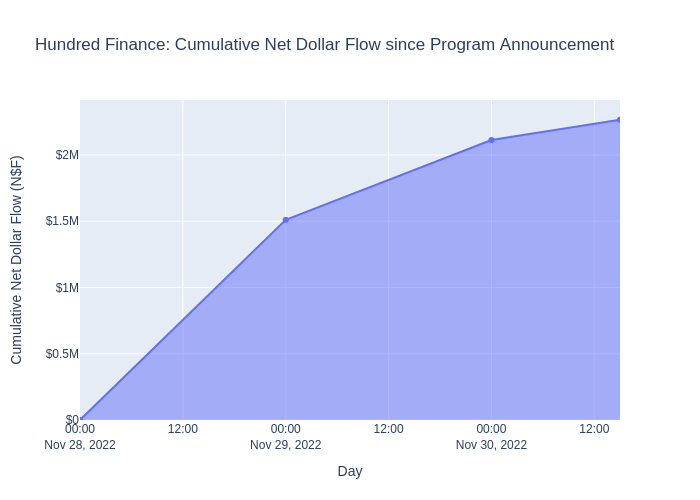 Hundred Finance: Cumulative Net Dollar Flow since Program Announcement
Cumulative Net Dollar Flow (N$F)
$2M
$1.5M
$1M
$0.5M
$0
00:00 12:00 00:00 12:00 00:00 12:00
Nov 28, 2022 Nov 29, 2022 Nov 30, 2022
Day